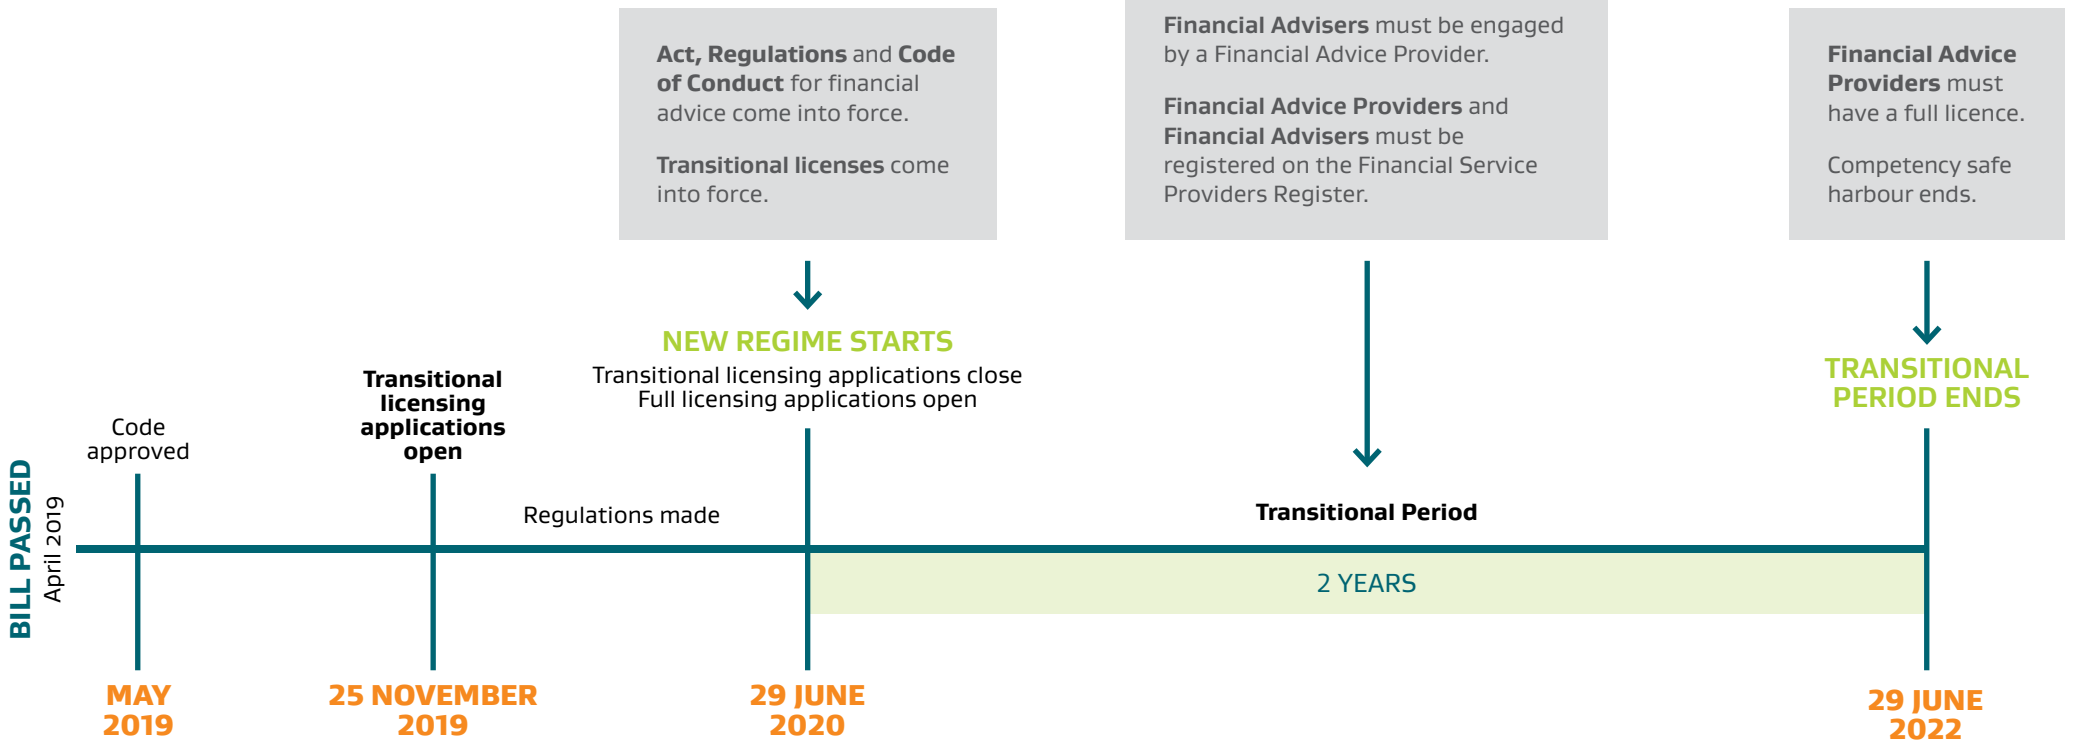 Act, Regulations and Code
of Conduct for financial
advice come into force.
Transitional licenses come
into force.
Financial Advisers must be engaged
by a Financial Advice Provider.
Financial Advice Providers and
Financial Advisers must be
registered on the Financial Service
Providers Register.
Financial Advice
Providers must
have a full licence.
Competency safe
harbour ends.
BILL PASSED
April 2019
Code
approved
Transitional
licensing
applications
open
Regulations made
NEW REGIME STARTS
Transitional licensing applications close
Full licensing applications open
Transitional Period
2 YEARS
TRANSITIONAL
PERIOD ENDS
MAY
2019
25 NOVEMBER
2019
29 JUNE
2020
29 JUNE
2022